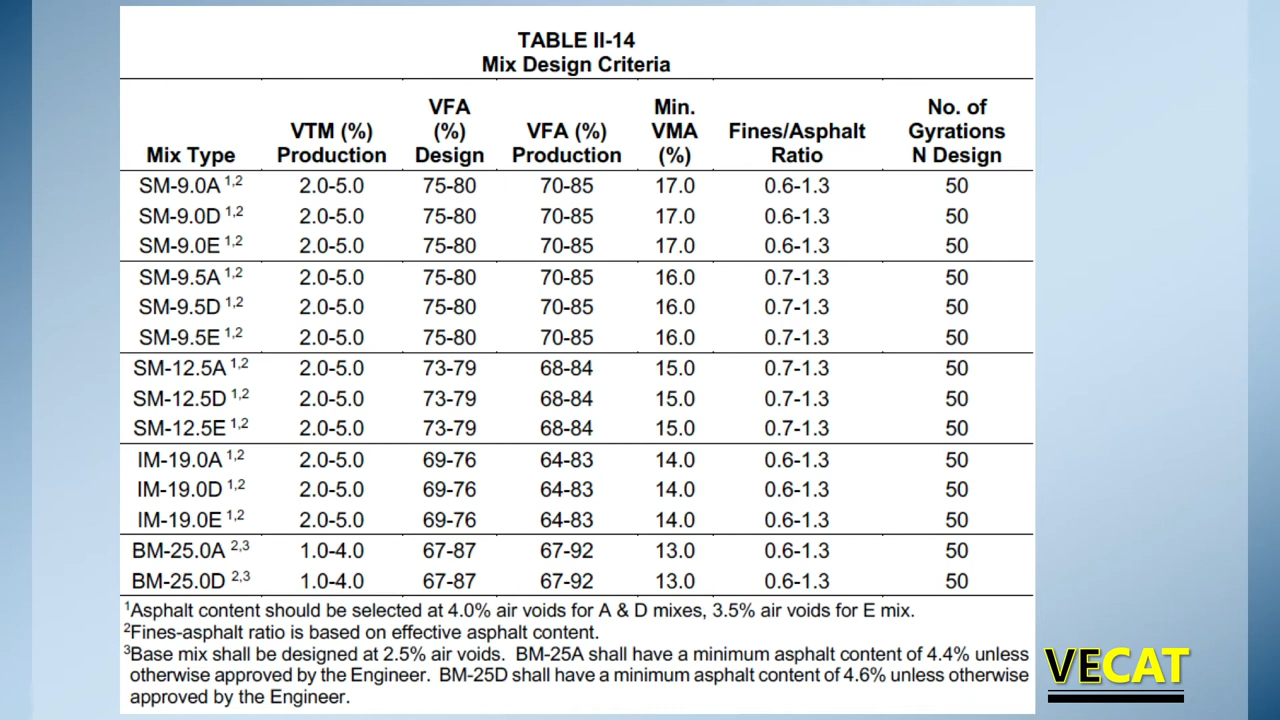 TABLE II-14
Mix Design Criteria
Mix Type VTM (%) Production VFA (%) Design VFA (%) Production Min. VMA (%) Fines/Asphalt Ratio No. of Gyrations N Design
SM-9.0A 1,2 2.0-5.0 75-80 70-85 17.0 0.6-1.3 50
SM-9.0D 1,2 2.0-5.0 75-80 70-85 17.0 0.6-1.3 50
SM-9.0E 1,2 2.0-5.0 75-80 70-85 17.0 0.6-1.3 50
SM-9.5A 1,2 2.0-5.0 75-80 70-85 16.0 0.7-1.3 50
SM-9.5D 1,2 2.0-5.0 75-80 70-85 16.0 0.7-1.3 50
SM-9.5E 1,2 2.0-5.0 75-80 70-85 16.0 0.7-1.3 50
SM-12.5A 1,2 2.0-5.0 73-79 68-84 15.0 0.7-1.3 50
SM-12.5D 1,2 2.0-5.0 73-79 68-84 15.0 0.7-1.3 50
SM-12.5E 1,2 2.0-5.0 73-79 68-84 15.0 0.7-1.3 50
IM-19.0A 1,2 2.0-5.0 69-76 64-83 14.0 0.6-1.3 50
IM-19.0D 1,2 2.0-5.0 69-76 64-83 14.0 0.6-1.3 50
IM-19.0E 1,2 2.0-5.0 69-76 64-83 14.0 0.6-1.3 50
BM-25.0A 2,3 1.0-4.0 67-87 67-92 13.0 0.6-1.3 50
BM-25.0D 2,3 1.0-4.0 67-87 67-92 13.0 0.6-1.3 50
1Asphalt content should be selected at 4.0% air voids for A & D mixes, 3.5% air voids for E mix.
2Fines-asphalt ratio is based on effective asphalt content.
3Base mix shall be designed at 2.5% air voids. BM-25A shall have a minimum asphalt content of 4.4% unless
otherwise approved by the Engineer. BM-25D shall have a minimum asphalt content of 4.6% unless otherwise
approved by the Engineer.
VECAT